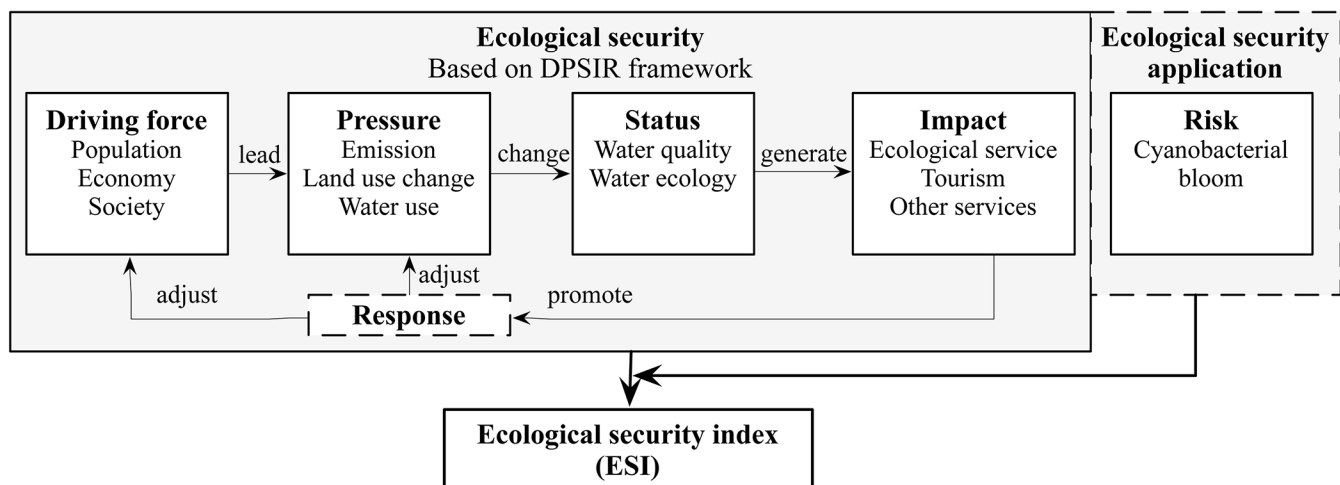 Ecological security
Based on DPSIR framework
Ecological security
application
Driving force
Population
Economy
Society
lead
Pressure
Emission
Land use change
Water use
change
Status
Water quality
Water ecology
generate
Impact
Ecological service
Tourism
Other services
Risk
Cyanobacterial
bloom
adjust
adjust
promote
Response
Ecological security index
(ESI)